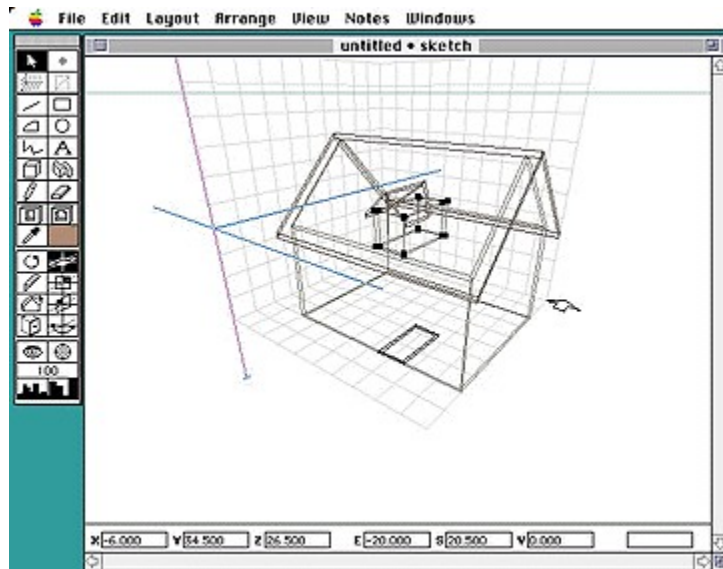 File Edit Layout Arrange View Notes Windows
untitled • sketch
A
100
X -6.000 Y 34.500 Z 26.500 E -20.000 S 20.500 V 0.000